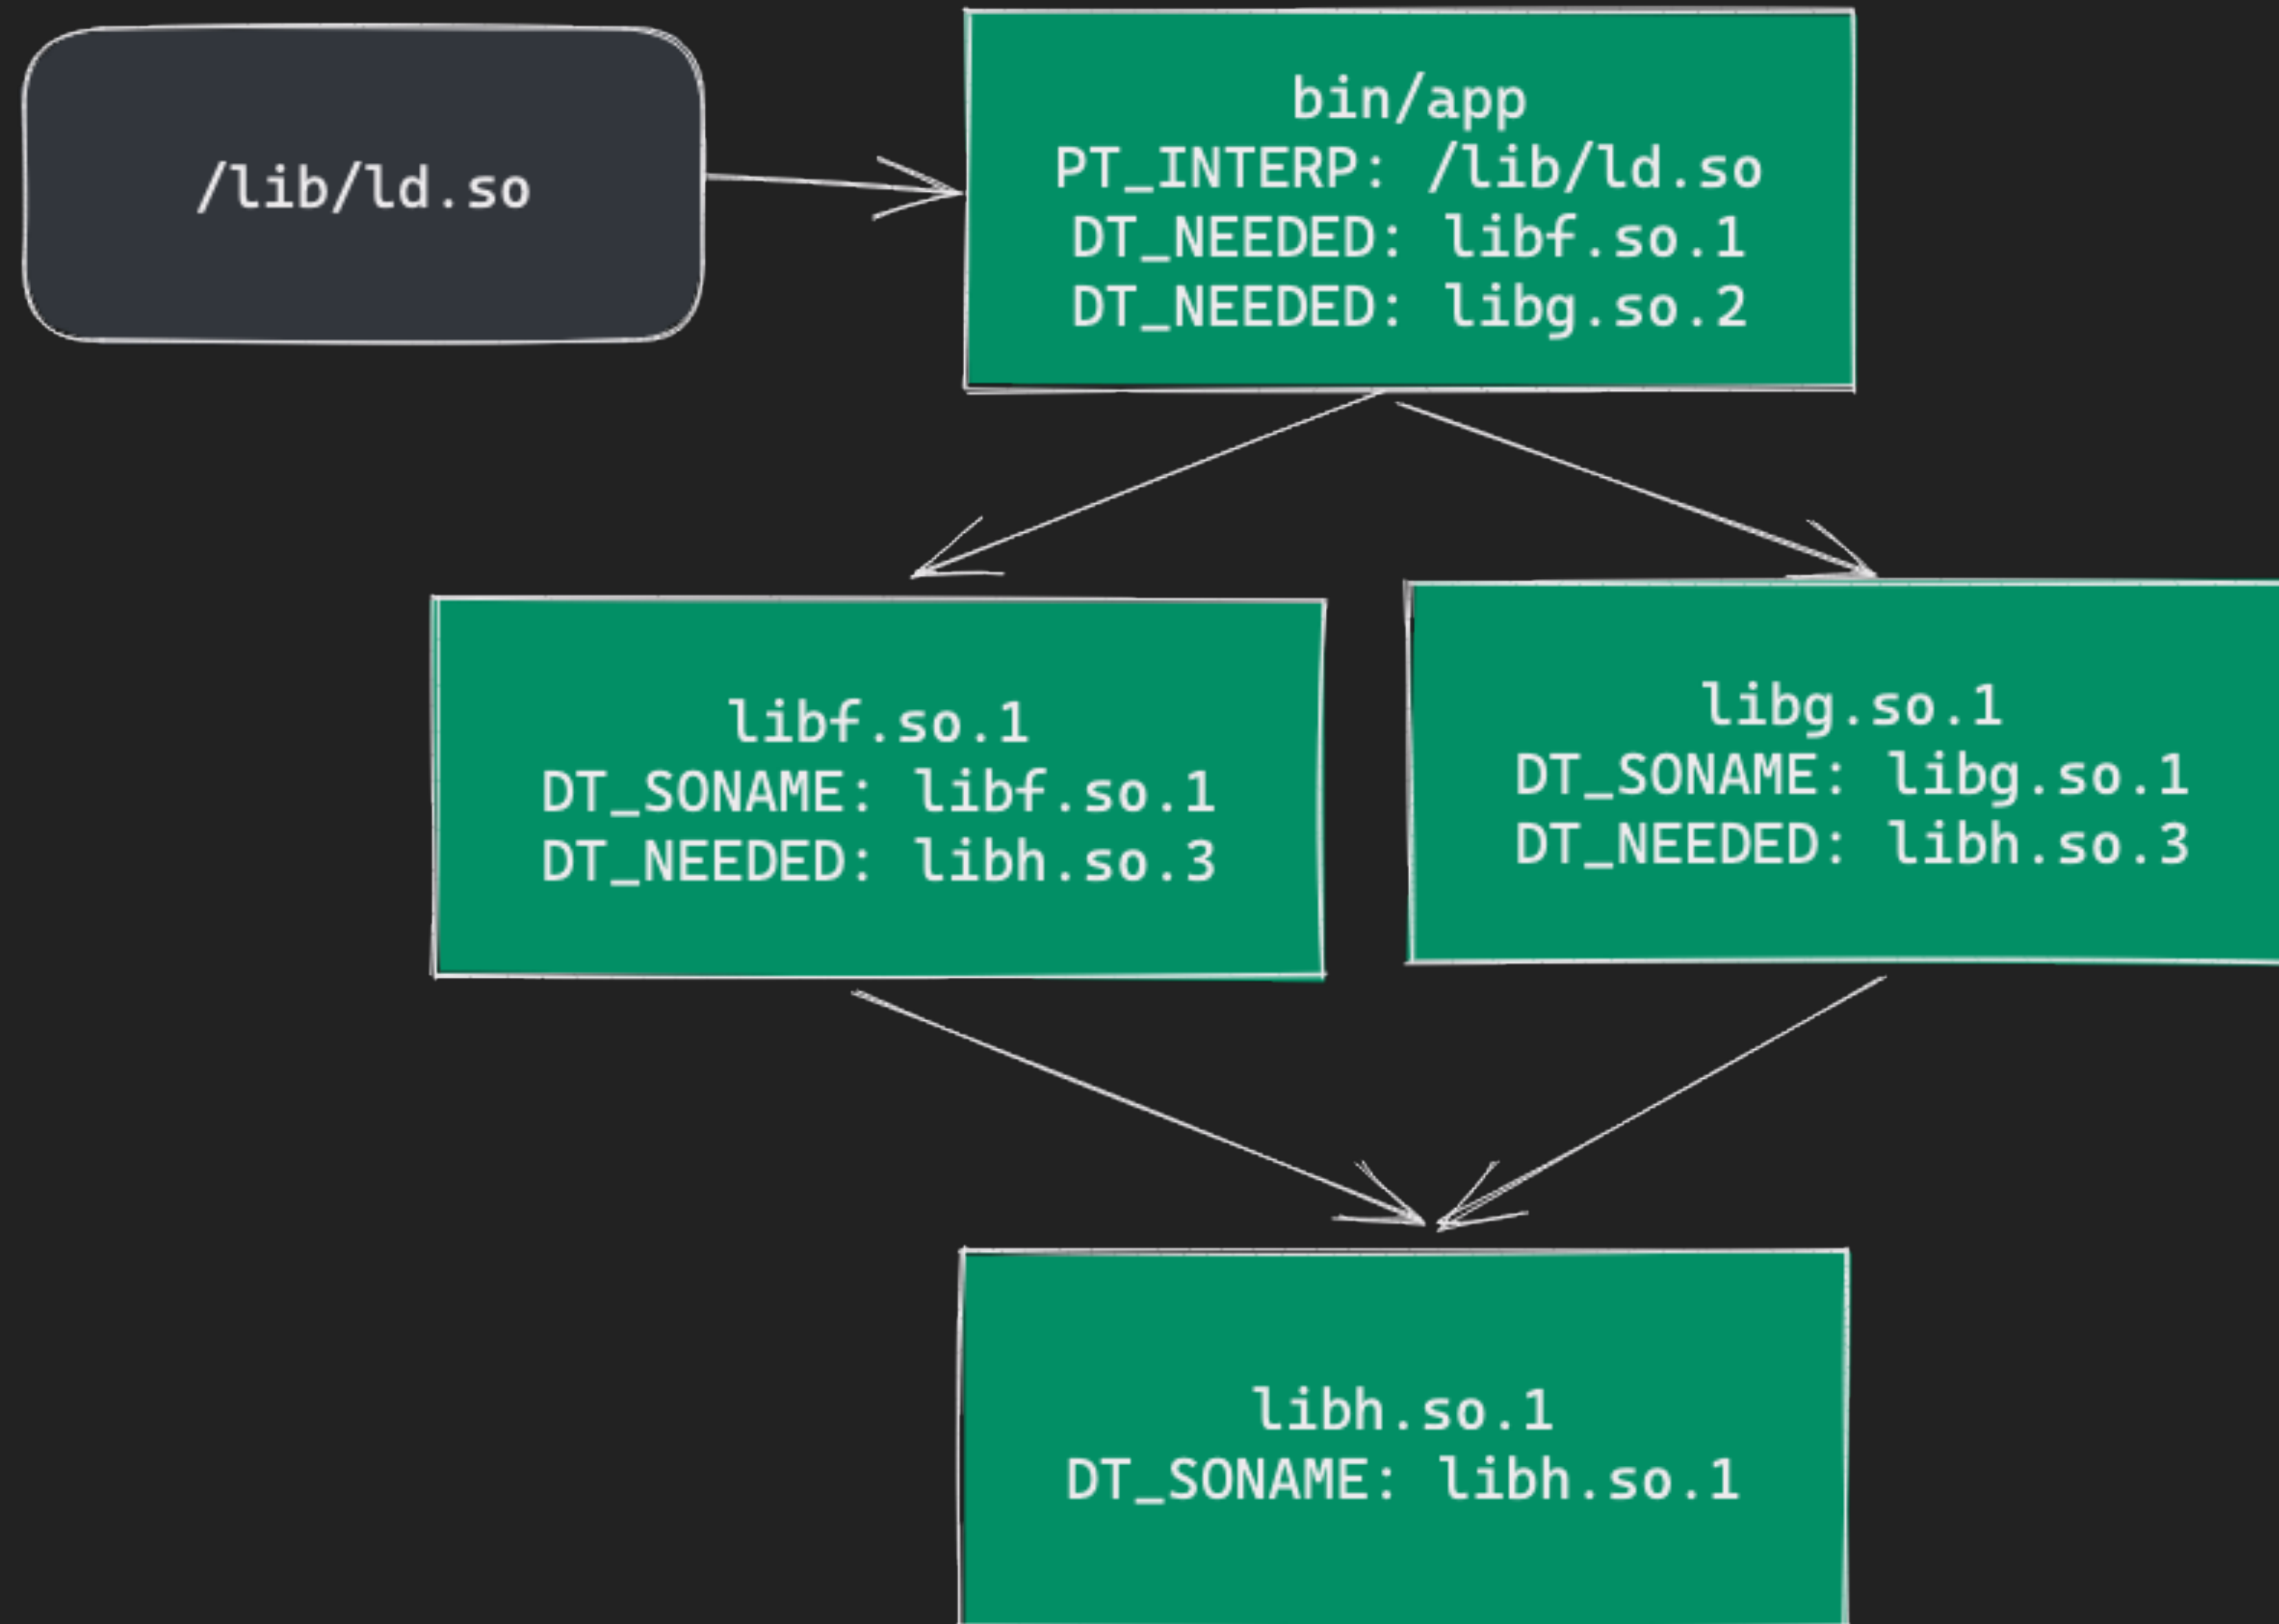 /lib/ld.so
bin/app
PT_INTERP: /lib/ld.so
DT_NEEDED: libf.so.1
DT_NEEDED: libg.so.2
libf.so.1
DT_SONAME: libf.so.1
DT_NEEDED: libh.so.3
libg.so.1
DT_SONAME: libg.so.1
DT_NEEDED: libh.so.3
libh.so.1
DT_SONAME: libh.so.1